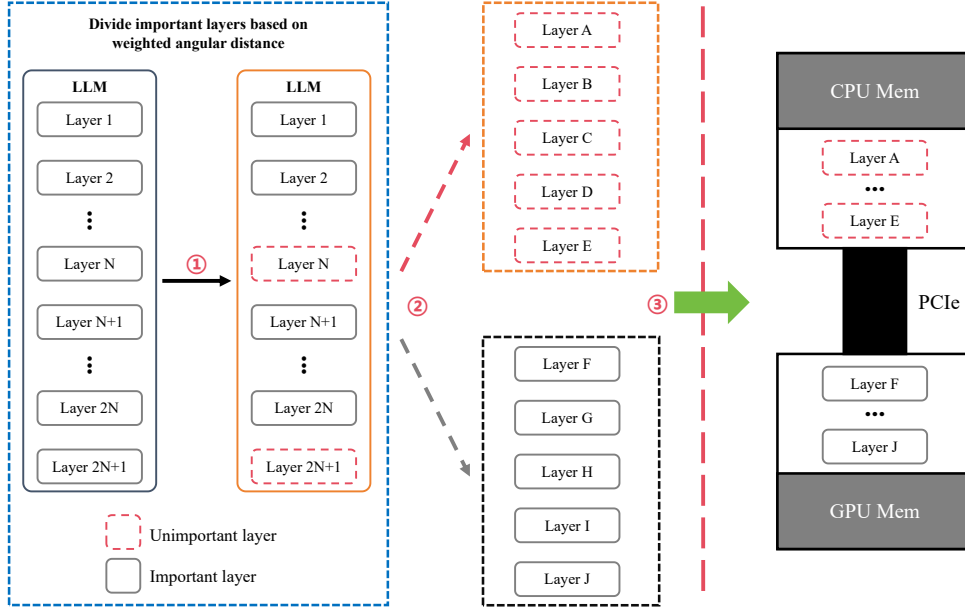 Divide important layers based on
weighted angular distance
LLM
Layer 1
Layer 2
⋮
Layer N
Layer N+1
⋮
Layer 2N
Layer 2N+1
①
LLM
Layer 1
Layer 2
⋮
Layer N
Layer N+1
⋮
Layer 2N
Layer 2N+1
Unimportant layer
Important layer
②
Layer A
Layer B
Layer C
Layer D
Layer E
Layer F
Layer G
Layer H
Layer I
Layer J
③
CPU Mem
Layer A
...
Layer E
PCIe
Layer F
...
Layer J
GPU Mem